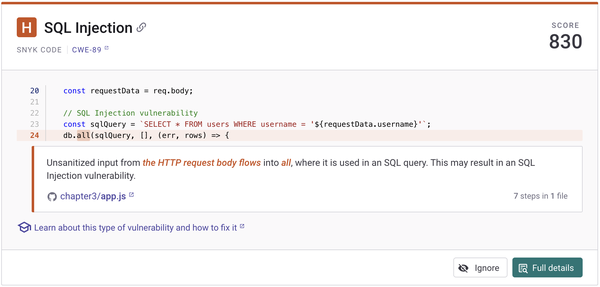 H SQL Injection
SCORE
830
SNYK CODE | CWE-89
20 const requestData = req.body;
21
22 // SQL Injection vulnerability
23 const sqlQuery = `SELECT * FROM users WHERE username = '${requestData.username}'`;
24 db.all(sqlQuery, [], (err, rows) => {
Unsanitized input from the HTTP request body flows into all, where it is used in an SQL query. This may result in an SQL
Injection vulnerability.
chapter3/app.js
7 steps in 1 file
Learn about this type of vulnerability and how to fix it
Ignore
Full details